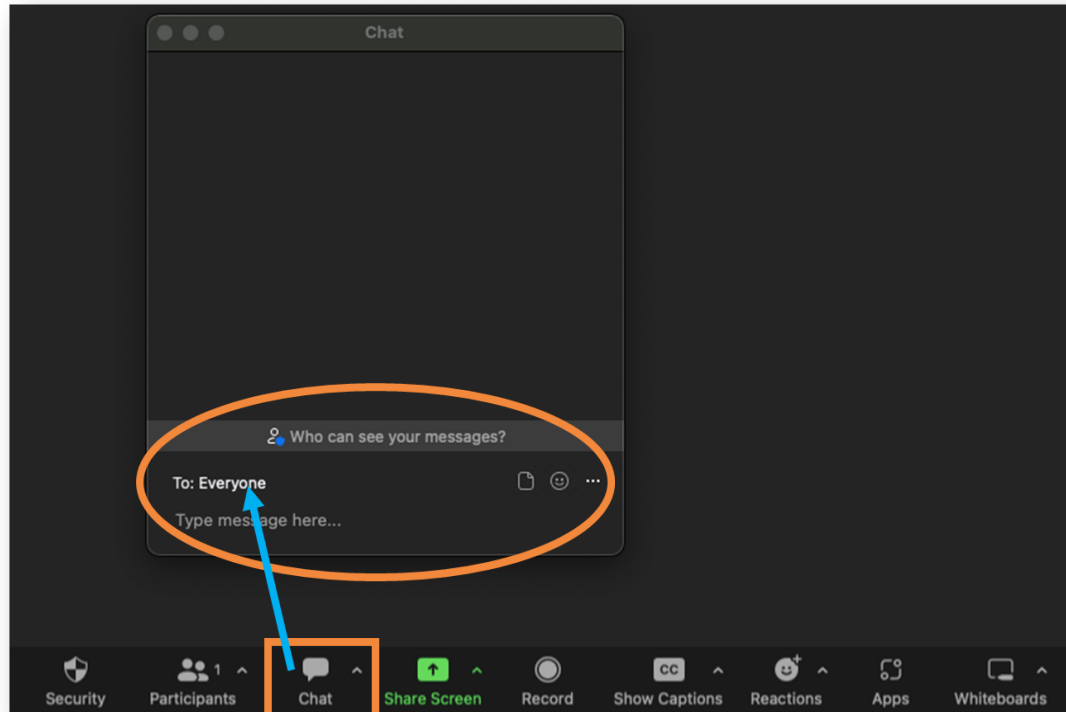 Chat
Who can see your messages?
To: Everyone
Type message here...
1
CC
Security Participants Chat Share Screen Record Show Captions Reactions Apps Whiteboards